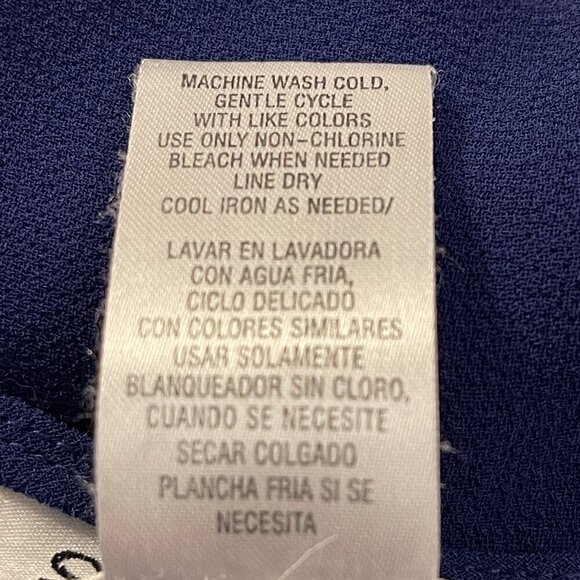 MACHINE WASH COLD,
GENTLE CYCLE
WITH LIKE COLORS
USE ONLY NON-CHLORINE
BLEACH WHEN NEEDED
LINE DRY
COOL IRON AS NEEDED/
LAVAR EN LAVADORA
CON AGUA FRIA,
CICLO DELICADO
CON COLORES SIMILARES
USAR SOLAMENTE
BLANQUEADOR SIN CLORO,
CUANDO SE NECESITE
SECAR COLGADO
PLANCHA FRIA SI SE
NECESITA